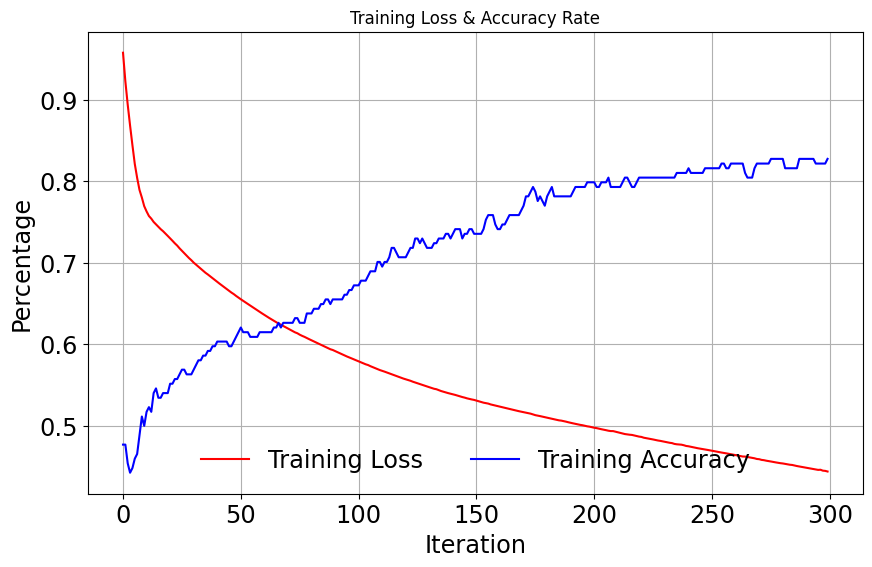 Training Loss & Accuracy Rate
Percentage
0.9
0.8
0.7
0.6
0.5
Training Loss
Training Accuracy
0 50 100 150 200 250 300
Iteration